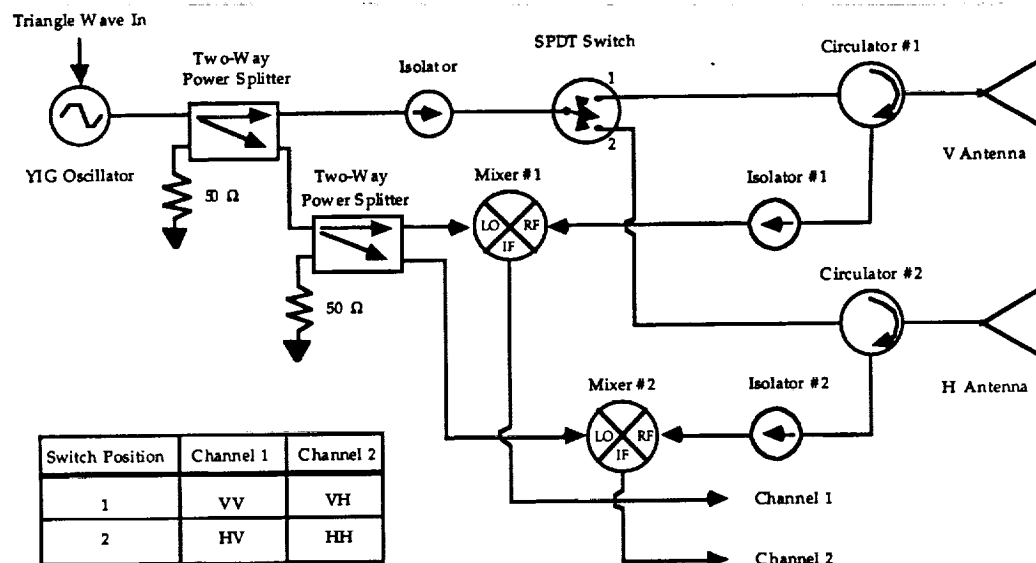 Triangle Wave In
SPDT Switch
Circulator #1
Two-Way
Power Splitter
Isolator
1
2
V Antenna
YIG Oscillator
50 Ω
Two-Way
Power Splitter
Mixer #1
Isolator #1
LO RF
IF
Circulator #2
50 Ω
Mixer #2
Isolator #2
H Antenna
LO RF
IF
Switch Position Channel 1 Channel 2
1 VV VH
2 HV HH
Channel 1
Channel 2